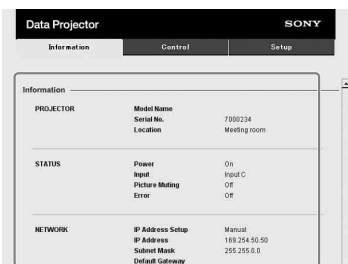 Data Projector SONY
Information Control Setup
Information
PROJECTOR Model Name
Serial No. 7000234
Location Meeting room
STATUS Power On
Input Input C
Picture Muting Off
Error Off
NETWORK IP Address Setup Manual
IP Address 169.254.50.50
Subnet Mask 255.255.0.0
Default Gateway